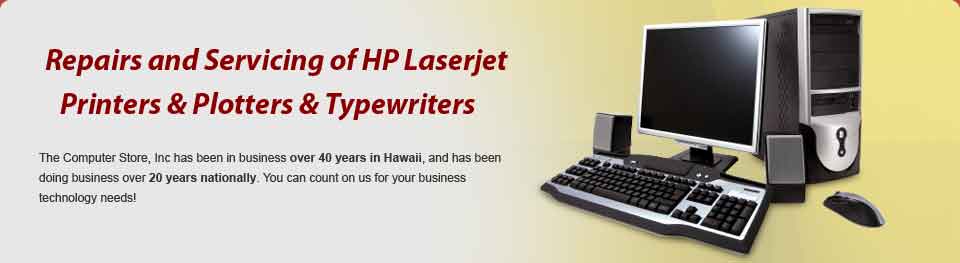 Repairs and Servicing of HP Laserjet
Printers & Plotters & Typewriters
The Computer Store, Inc has been in business over 40 years in Hawaii, and has been
doing business over 20 years nationally. You can count on us for your business
technology needs!